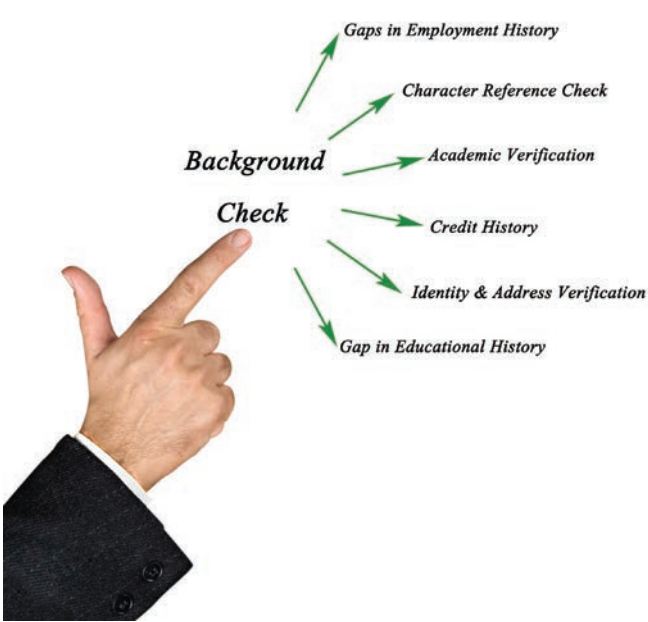 Gaps in Employment History
Character Reference Check
Background
Check
Academic Verification
Credit History
Identity & Address Verification
Gap in Educational History